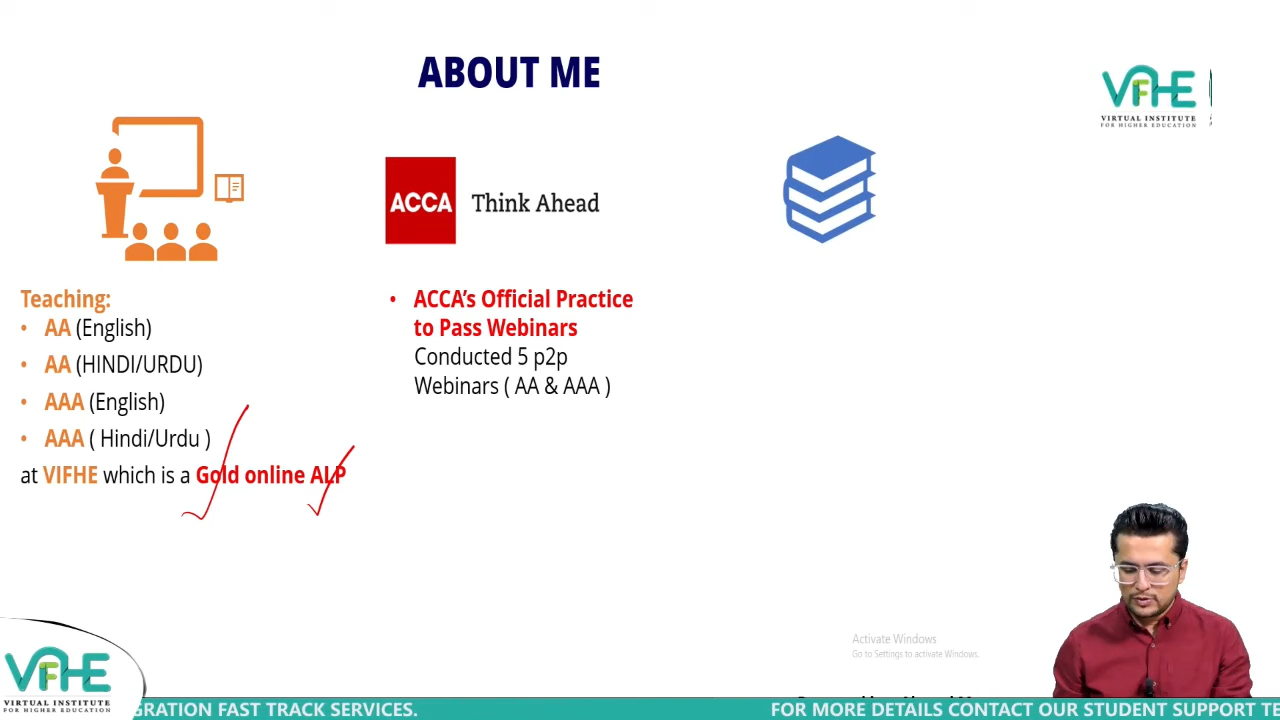 ABOUT ME
VIFHE
VIRTUAL INSTITUTE
FOR HIGHER EDUCATION
ACCA Think Ahead
Teaching:
• AA (English)
• AA (HINDI/URDU)
• AAA (English)
• AAA ( Hindi/Urdu )
at VIFHE which is a Gold online ALP
• ACCA's Official Practice
to Pass Webinars
Conducted 5 p2p
Webinars ( AA & AAA )
Activate Windows
Go to Settings to activate Windows.
VIFHE
VIRTUAL INSTITUTE
FOR HIGHER EDUCATION
GRATION FAST TRACK SERVICES. FOR MORE DETAILS CONTACT OUR STUDENT SUPPORT TE